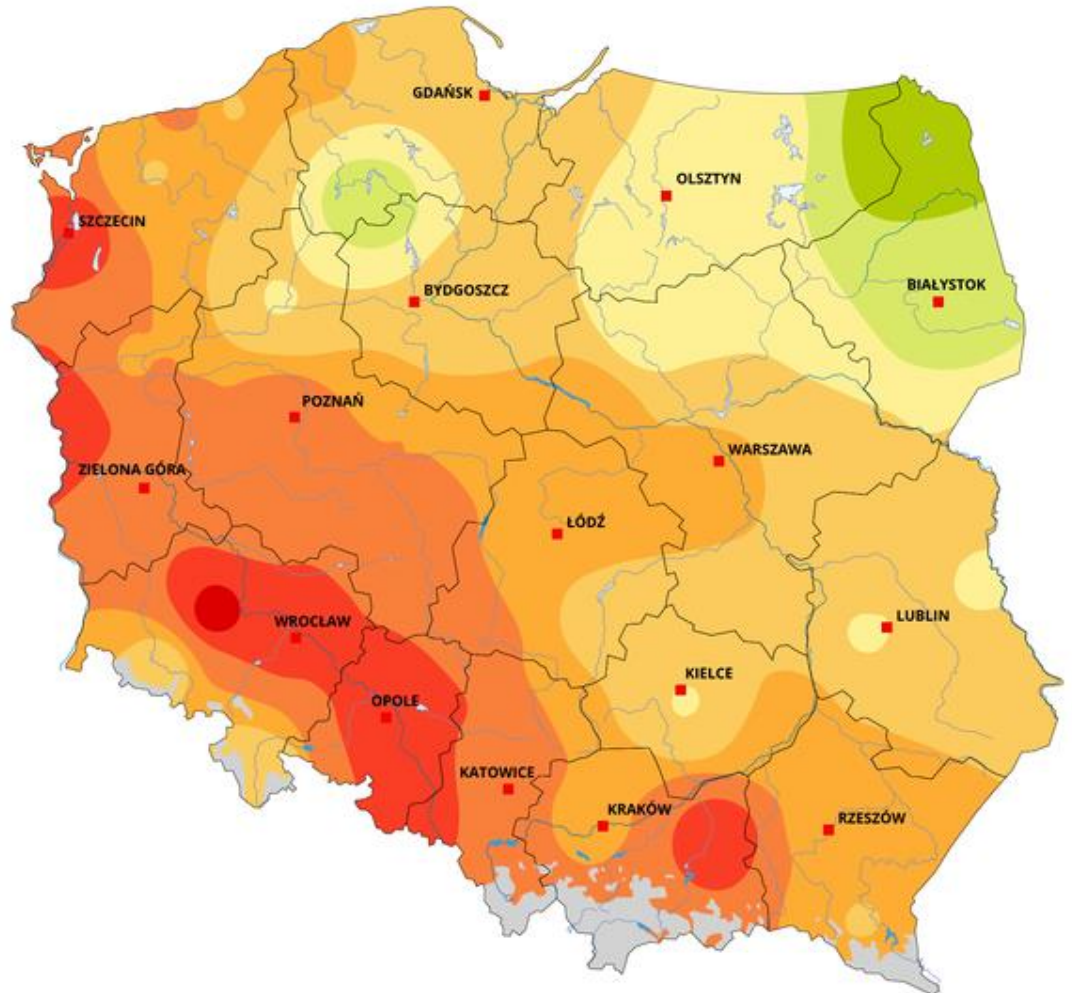 GDAŃSK
OLSZTYN
SZCZECIN
BIAŁYSTOK
BYDGOSZCZ
POZNAŃ
WARSZAWA
ZIELONA GÓRA
ŁÓDŹ
LUBLIN
WROCŁAW
KIELCE
OPOLE
KATOWICE
KRAKÓW
RZESZÓW